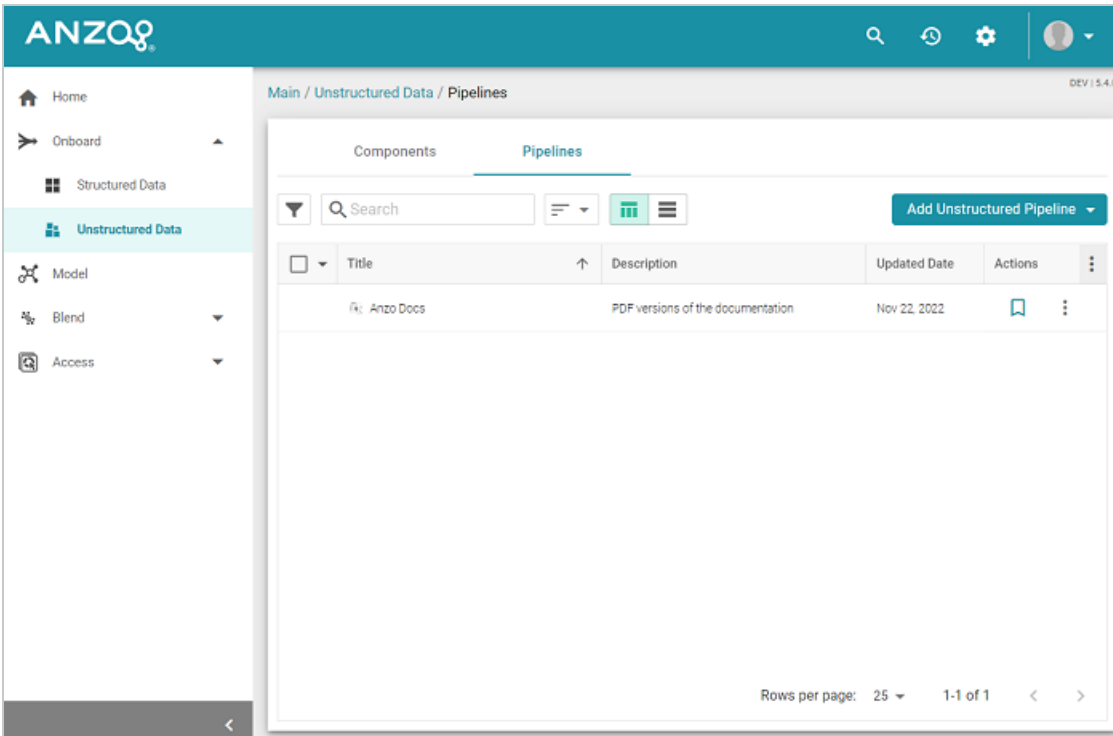 ANZO
Home
Onboard
Structured Data
Unstructured Data
Model
Blend
Access
Main / Unstructured Data / Pipelines
DEV | 5.4.
Components
Pipelines
Search
Add Unstructured Pipeline
Title
Description
Updated Date
Actions
Anzo Docs
PDF versions of the documentation
Nov 22, 2022
Rows per page: 25
1-1 of 1